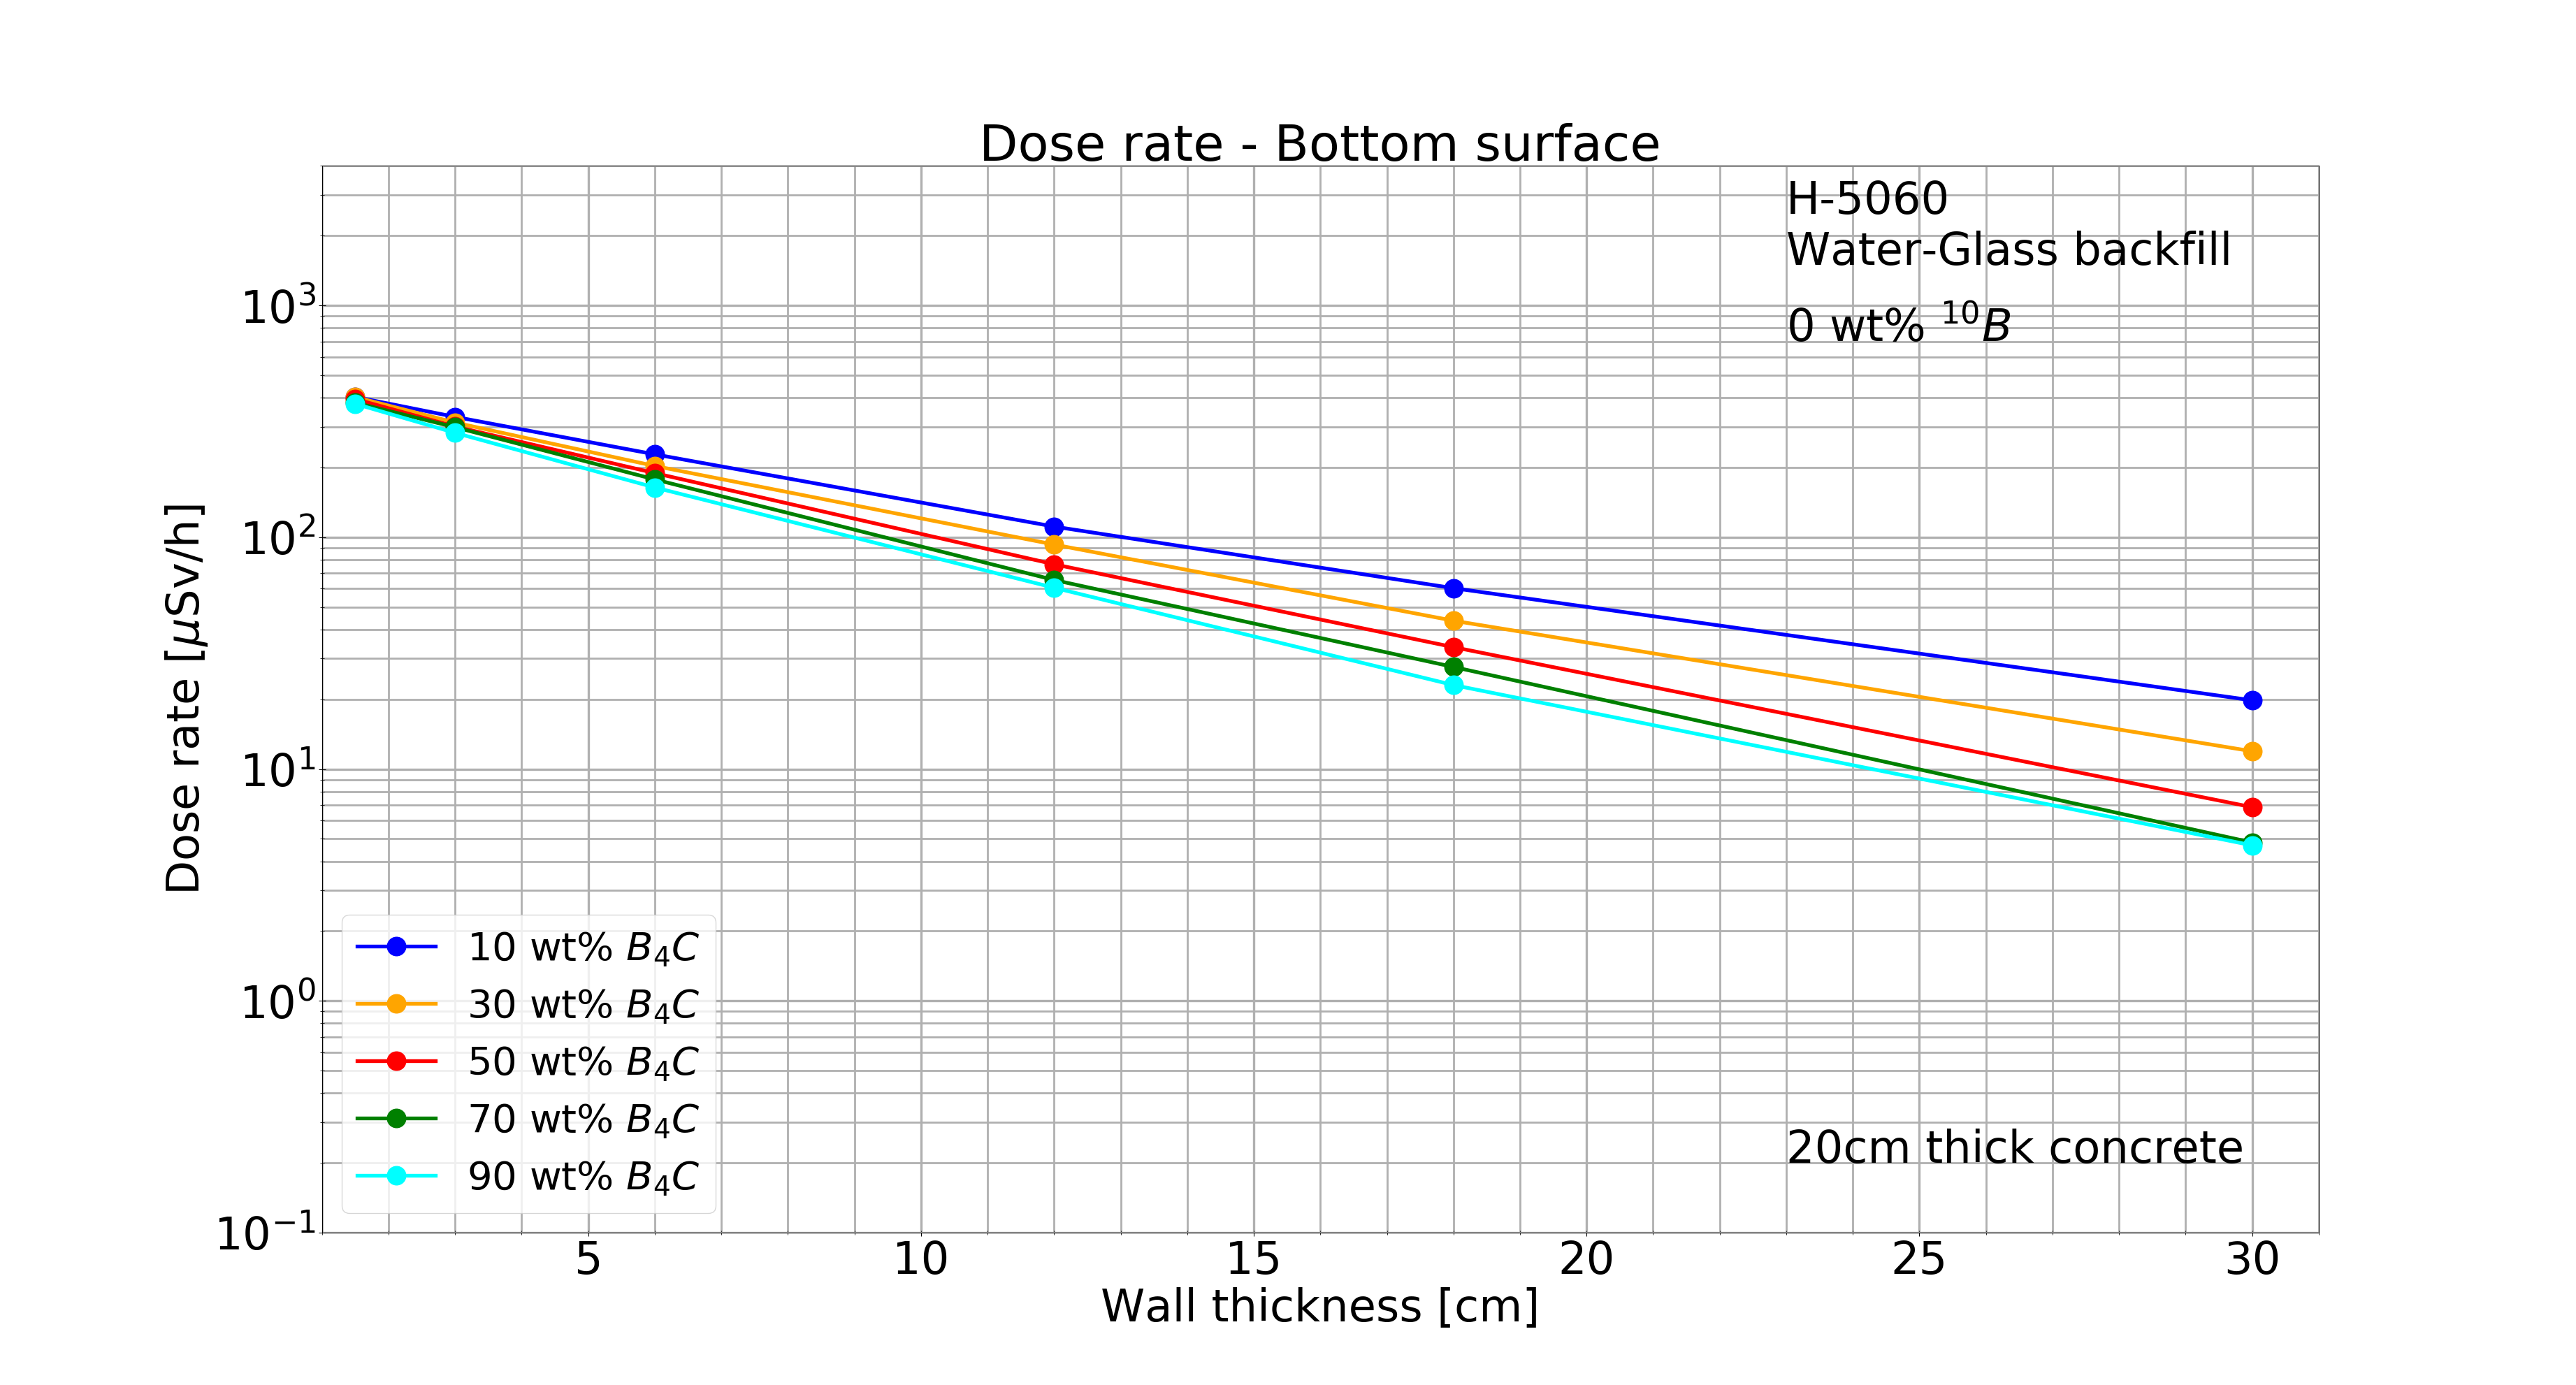 Dose rate - Bottom surface
H-5060
Water-Glass backfill
0 wt% ¹⁰B
10³
10²
10¹
10⁰
10⁻¹
Dose rate [μSv/h]
10 wt% B₄C
30 wt% B₄C
50 wt% B₄C
70 wt% B₄C
90 wt% B₄C
20cm thick concrete
5 10 15 20 25 30
Wall thickness [cm]